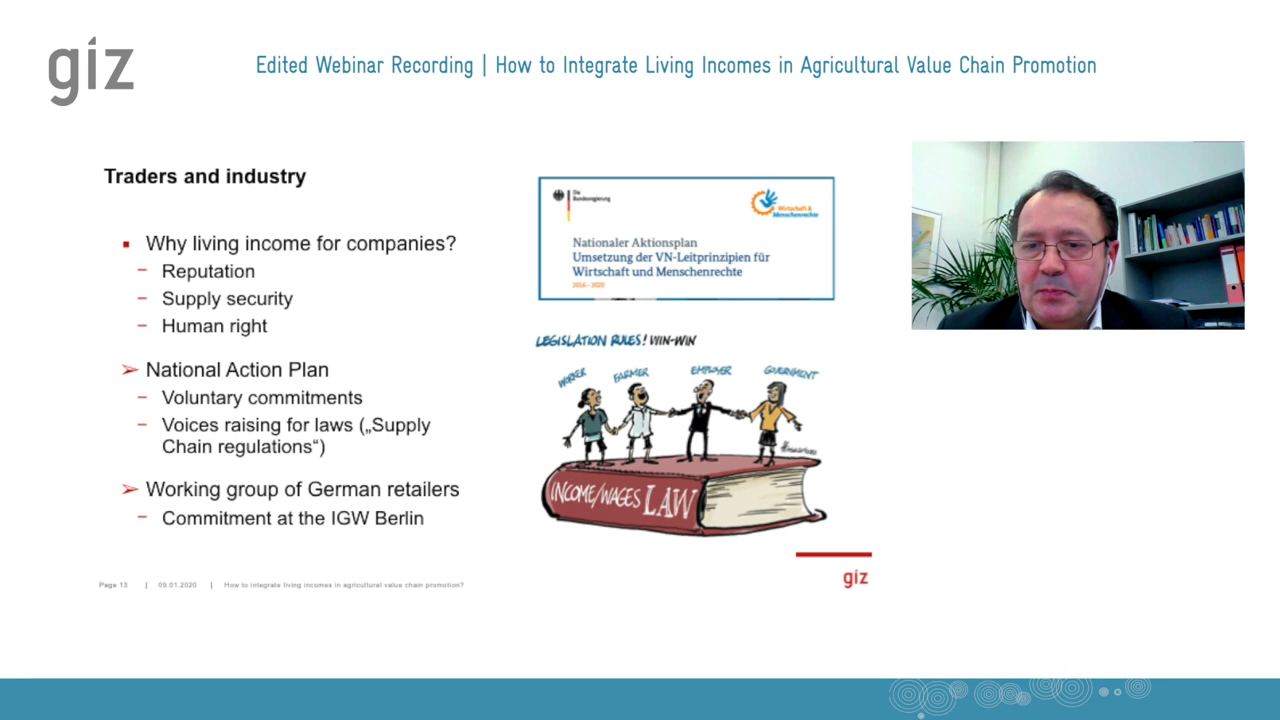 giz
Edited Webinar Recording | How to Integrate Living Incomes in Agricultural Value Chain Promotion
Traders and industry
Why living income for companies?
Reputation
Supply security
Human right
National Action Plan
Voluntary commitments
Voices raising for laws („Supply
Chain regulations“)
Working group of German retailers
Commitment at the IGW Berlin
Die
Bundesregierung
Wirtschaft &
Menschenrechte
Nationaler Aktionsplan
Umsetzung der VN-Leitprinzipien für
Wirtschaft und Menschenrechte
2016 – 2020
LEGISLATION RULES! WIN-WIN
WORKER FARMER EMPLOYER GOVERNMENT
INCOME/WAGES LAW
Page 13 | 09.01.2020 | How to integrate living incomes in agricultural value chain promotion?
giz